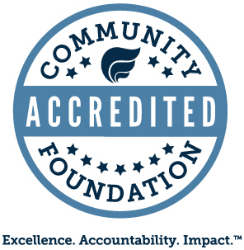 COMMUNITY
ACCREDITED
FOUNDATION
Excellence. Accountability. Impact.™